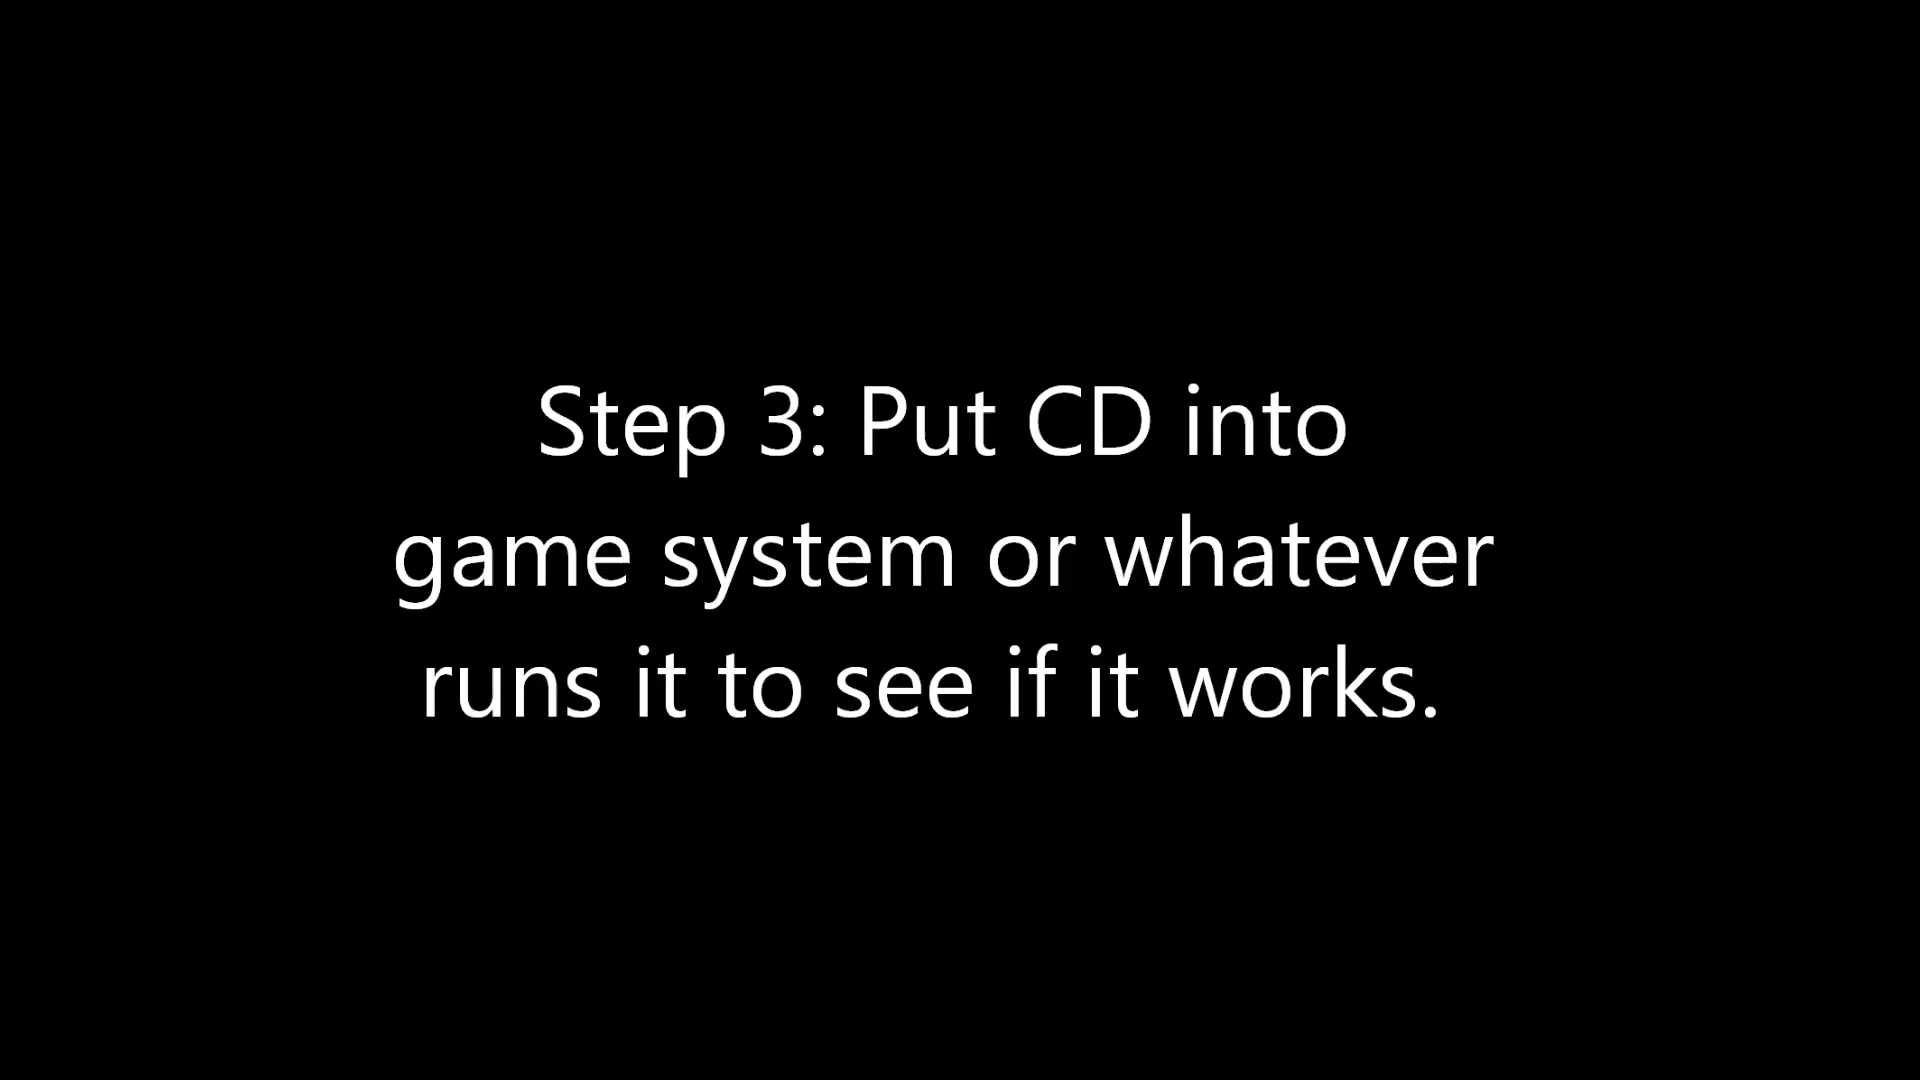 Step 3: Put CD into
game system or whatever
runs it to see if it works.